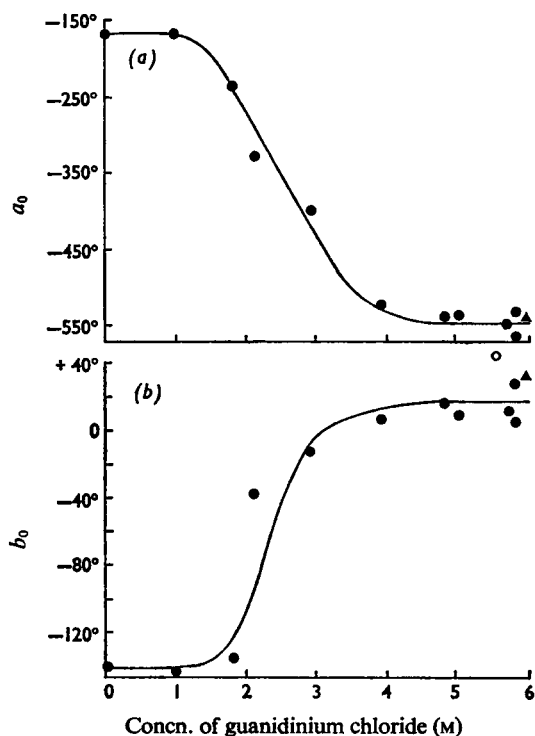 −150°
(a)
−250°
−350°
a₀
−450°
−550°
+40°
(b)
0
−40°
b₀
−80°
−120°
0 1 2 3 4 5 6
Concn. of guanidinium chloride (M)